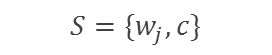 S = {w_j, c}